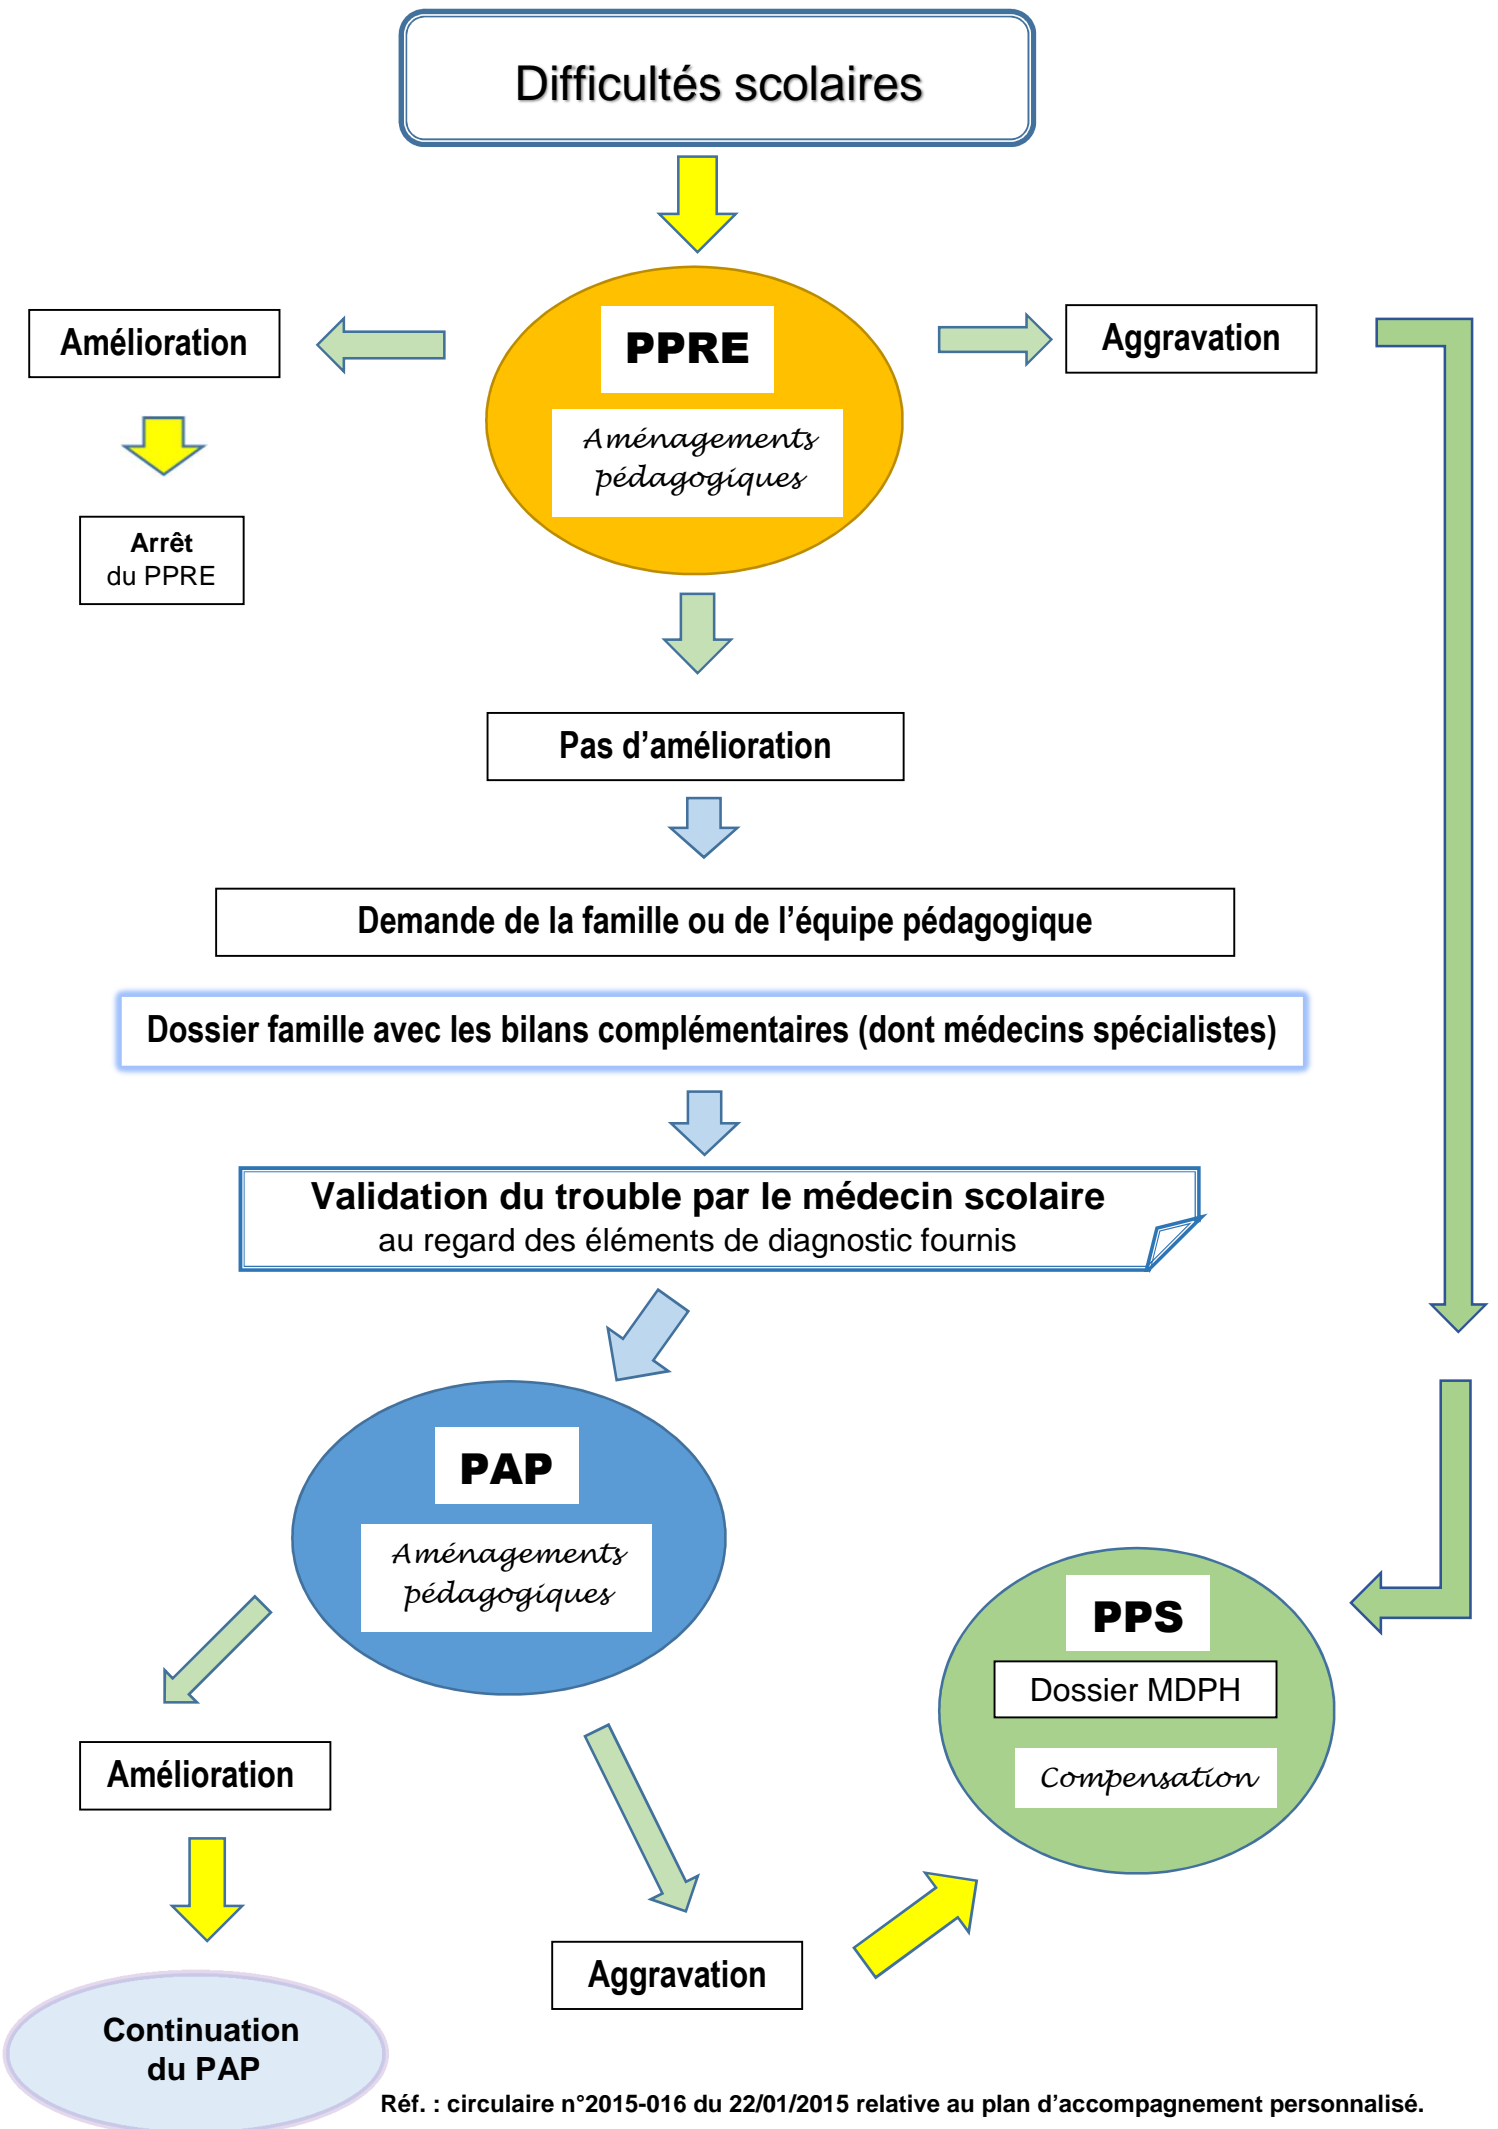 Difficultés scolaires
Amélioration
PPRE
Aggravation
Aménagements
pédagogiques
Arrêt
du PPRE
Pas d’amélioration
Demande de la famille ou de l’équipe pédagogique
Dossier famille avec les bilans complémentaires (dont médecins spécialistes)
Validation du trouble par le médecin scolaire
au regard des éléments de diagnostic fournis
PAP
Aménagements
pédagogiques
PPS
Dossier MDPH
Compensation
Amélioration
Aggravation
Continuation
du PAP
Réf. : circulaire n°2015-016 du 22/01/2015 relative au plan d’accompagnement personnalisé.